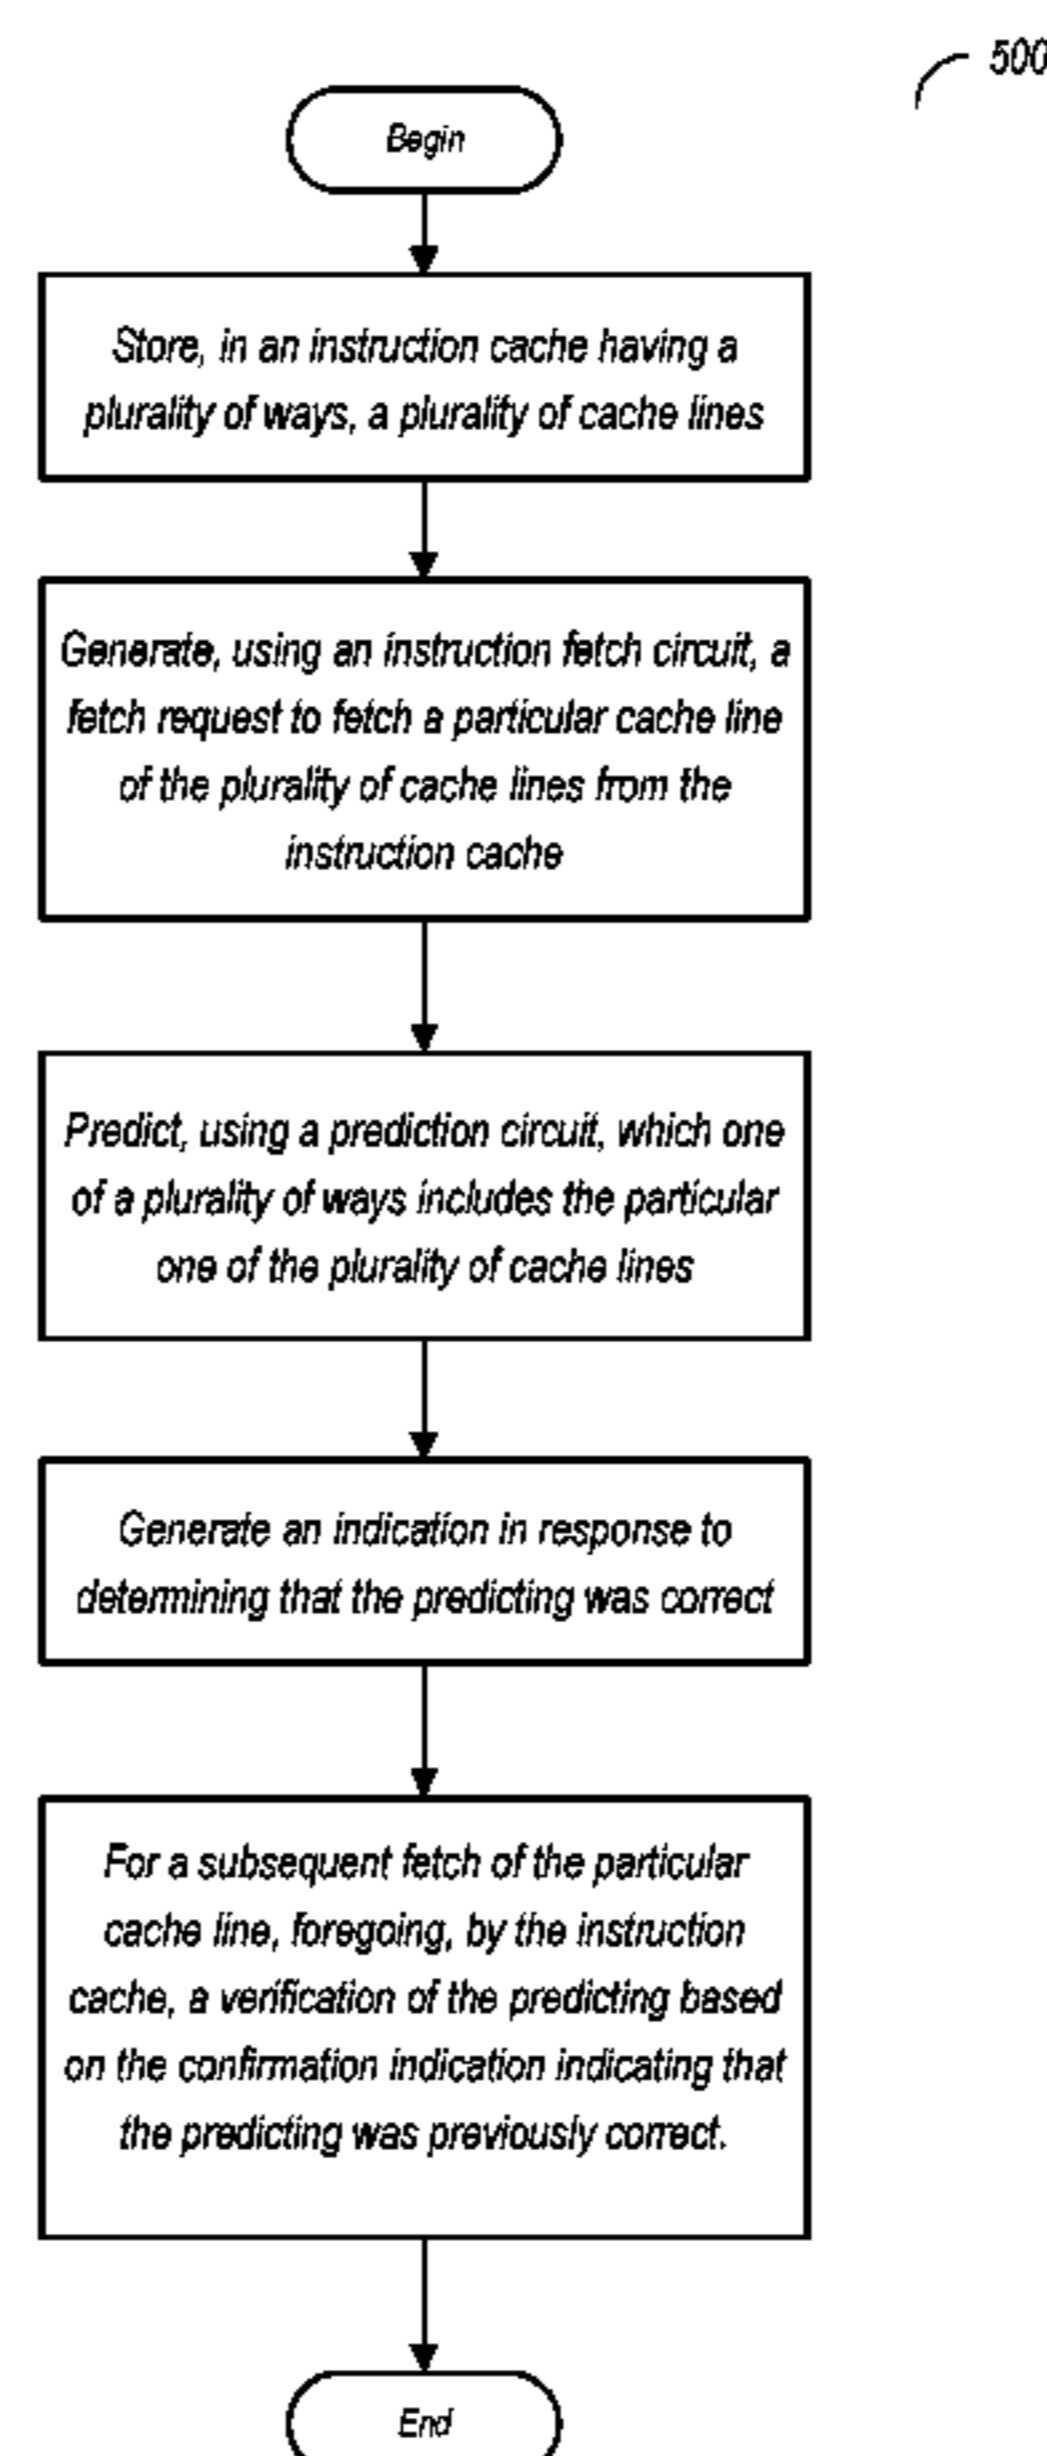 500
Begin
Store, in an instruction cache having a
plurality of ways, a plurality of cache lines
Generate, using an instruction fetch circuit, a
fetch request to fetch a particular cache line
of the plurality of cache lines from the
instruction cache
Predict, using a prediction circuit, which one
of a plurality of ways includes the particular
one of the plurality of cache lines
Generate an indication in response to
determining that the predicting was correct
For a subsequent fetch of the particular
cache line, foregoing, by the instruction
cache, a verification of the predicting based
on the confirmation indication indicating that
the predicting was previously correct.
End